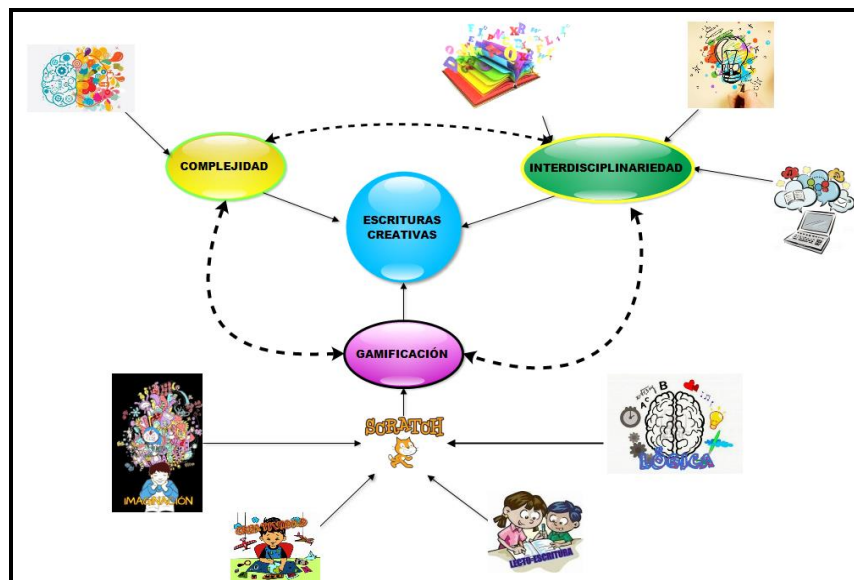 COMPLEJIDAD
INTERDISCIPLINARIEDAD
ESCRITURAS
CREATIVAS
GAMIFICACIÓN
SCRATCH
IMAGINACIÓN
LÓGICA
LECTO-ESCRITURA